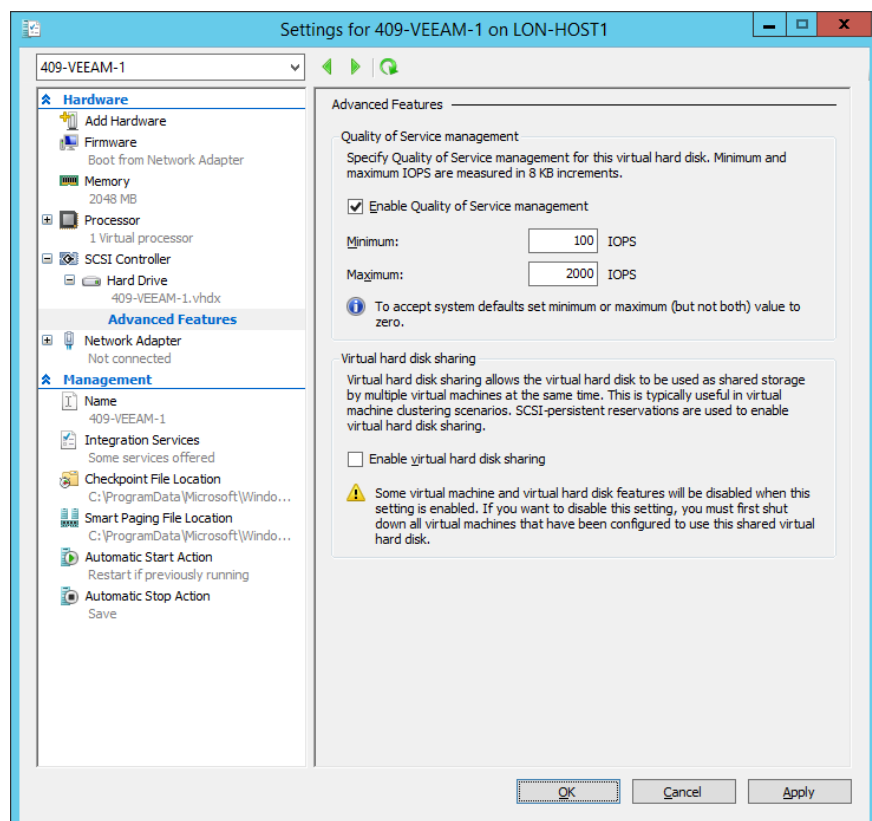 Settings for 409-VEEAM-1 on LON-HOST1
409-VEEAM-1
Hardware
Add Hardware
Firmware
Boot from Network Adapter
Memory
2048 MB
Processor
1 Virtual processor
SCSI Controller
Hard Drive
409-VEEAM-1.vhdx
Advanced Features
Network Adapter
Not connected
Management
Name
409-VEEAM-1
Integration Services
Some services offered
Checkpoint File Location
C:\ProgramData\Microsoft\Windo...
Smart Paging File Location
C:\ProgramData\Microsoft\Windo...
Automatic Start Action
Restart if previously running
Automatic Stop Action
Save
Advanced Features
Quality of Service management
Specify Quality of Service management for this virtual hard disk. Minimum and
maximum IOPS are measured in 8 KB increments.
Enable Quality of Service management
Minimum: 100 IOPS
Maximum: 2000 IOPS
To accept system defaults set minimum or maximum (but not both) value to
zero.
Virtual hard disk sharing
Virtual hard disk sharing allows the virtual hard disk to be used as shared storage
by multiple virtual machines at the same time. This is typically useful in virtual
machine clustering scenarios. SCSI-persistent reservations are used to enable
virtual hard disk sharing.
Enable virtual hard disk sharing
Some virtual machine and virtual hard disk features will be disabled when this
setting is enabled. If you want to disable this setting, you must first shut
down all virtual machines that have been configured to use this shared virtual
hard disk.
OK Cancel Apply